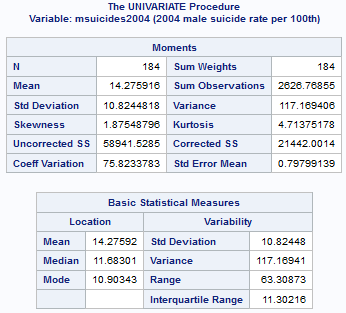 The UNIVARIATE Procedure
Variable: msuicides2004 (2004 male suicide rate per 100th)
Moments
N 184 Sum Weights 184
Mean 14.275916 Sum Observations 2626.76855
Std Deviation 10.8244818 Variance 117.169406
Skewness 1.87548796 Kurtosis 4.71375178
Uncorrected SS 58941.5285 Corrected SS 21442.0014
Coeff Variation 75.8233783 Std Error Mean 0.79799139
Basic Statistical Measures
Location Variability
Mean 14.27592 Std Deviation 10.82448
Median 11.68301 Variance 117.16941
Mode 10.90343 Range 63.30873
Interquartile Range 11.30216